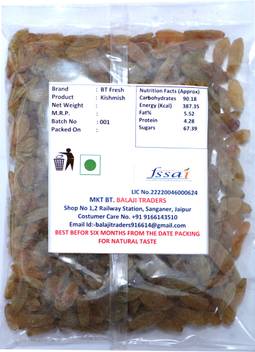 Brand : BT Fresh
Product : Kishmish
Net Weight :
M.R.P. :
Batch No : 001
Packed On :
Nutrition Facts (Approx)
Carbohydrates 90.18
Energy (Kcal) 387.35
Fat% 5.52
Protein 4.28
Sugars 67.39
fssai
LIC No.22220046000624
MKT BT. BALAJI TRADERS
Shop No 1,2 Railway Station, Sanganer, Jaipur
Costumer Care No. +91 9166143510
Email Id:-balajitraders916614@gmail.com
BEST BEFOR SIX MONTHS FROM THE DATE PACKING
FOR NATURAL TASTE